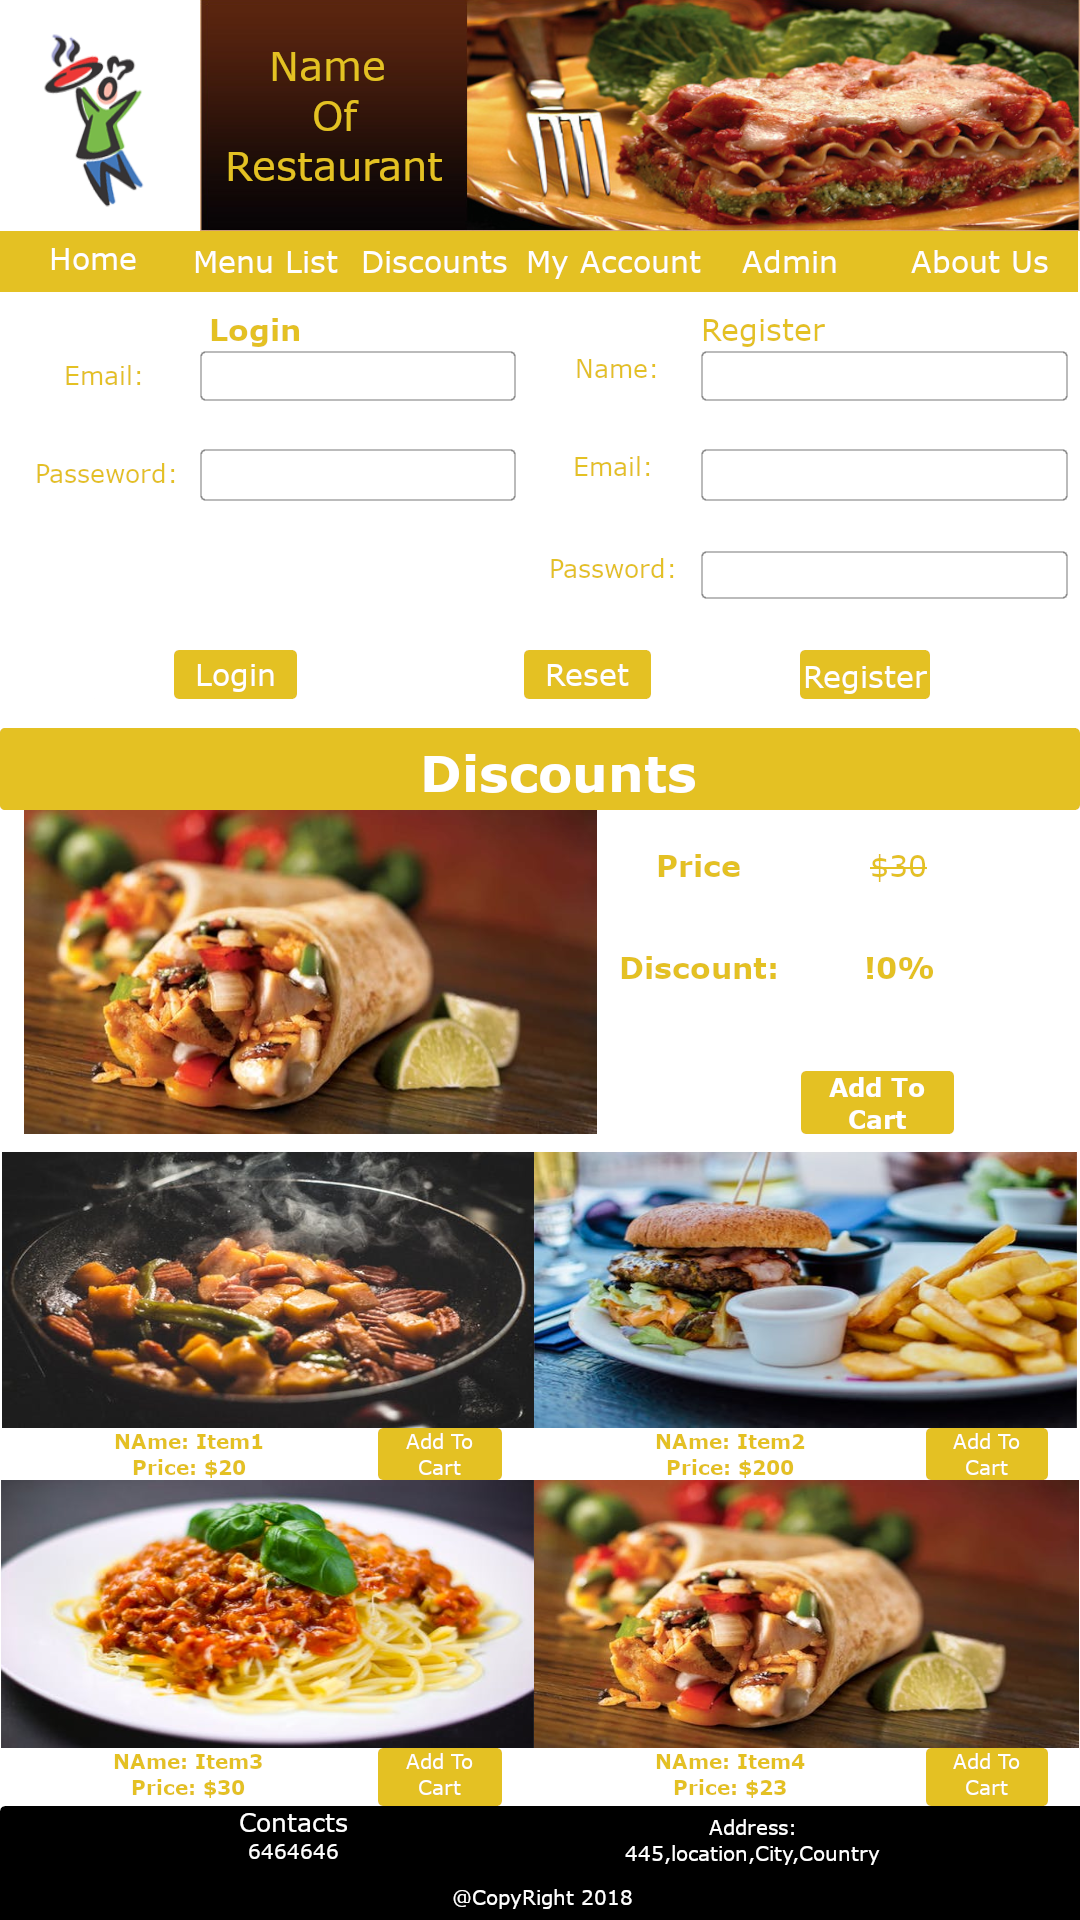 Name
Of
Restaurant
Home Menu List Discounts My Account Admin About Us
Login Register
Email: Name:
Passeword: Email:
Password:
Login Reset Register
Discounts
Price $30
Discount: !0%
Add To
Cart
NAme: Item1 Add To NAme: Item2 Add To
Price: $20 Cart Price: $200 Cart
NAme: Item3 Add To NAme: Item4 Add To
Price: $30 Cart Price: $23 Cart
Contacts Address:
6464646 445,location,City,Country
@CopyRight 2018